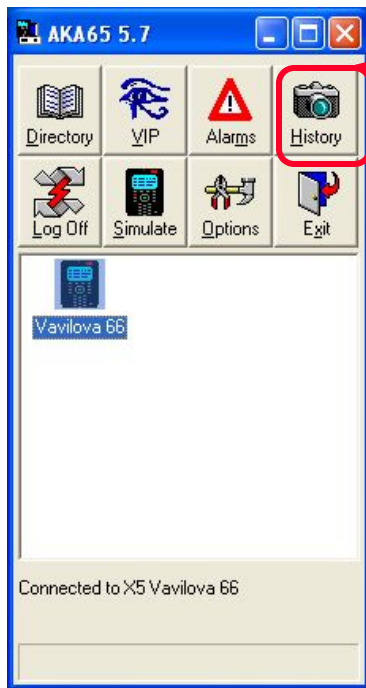 AKA65 5.7
Directory VIP Alarms History
Log Off Simulate Options Exit
Vavilova 66
Connected to X5 Vavilova 66